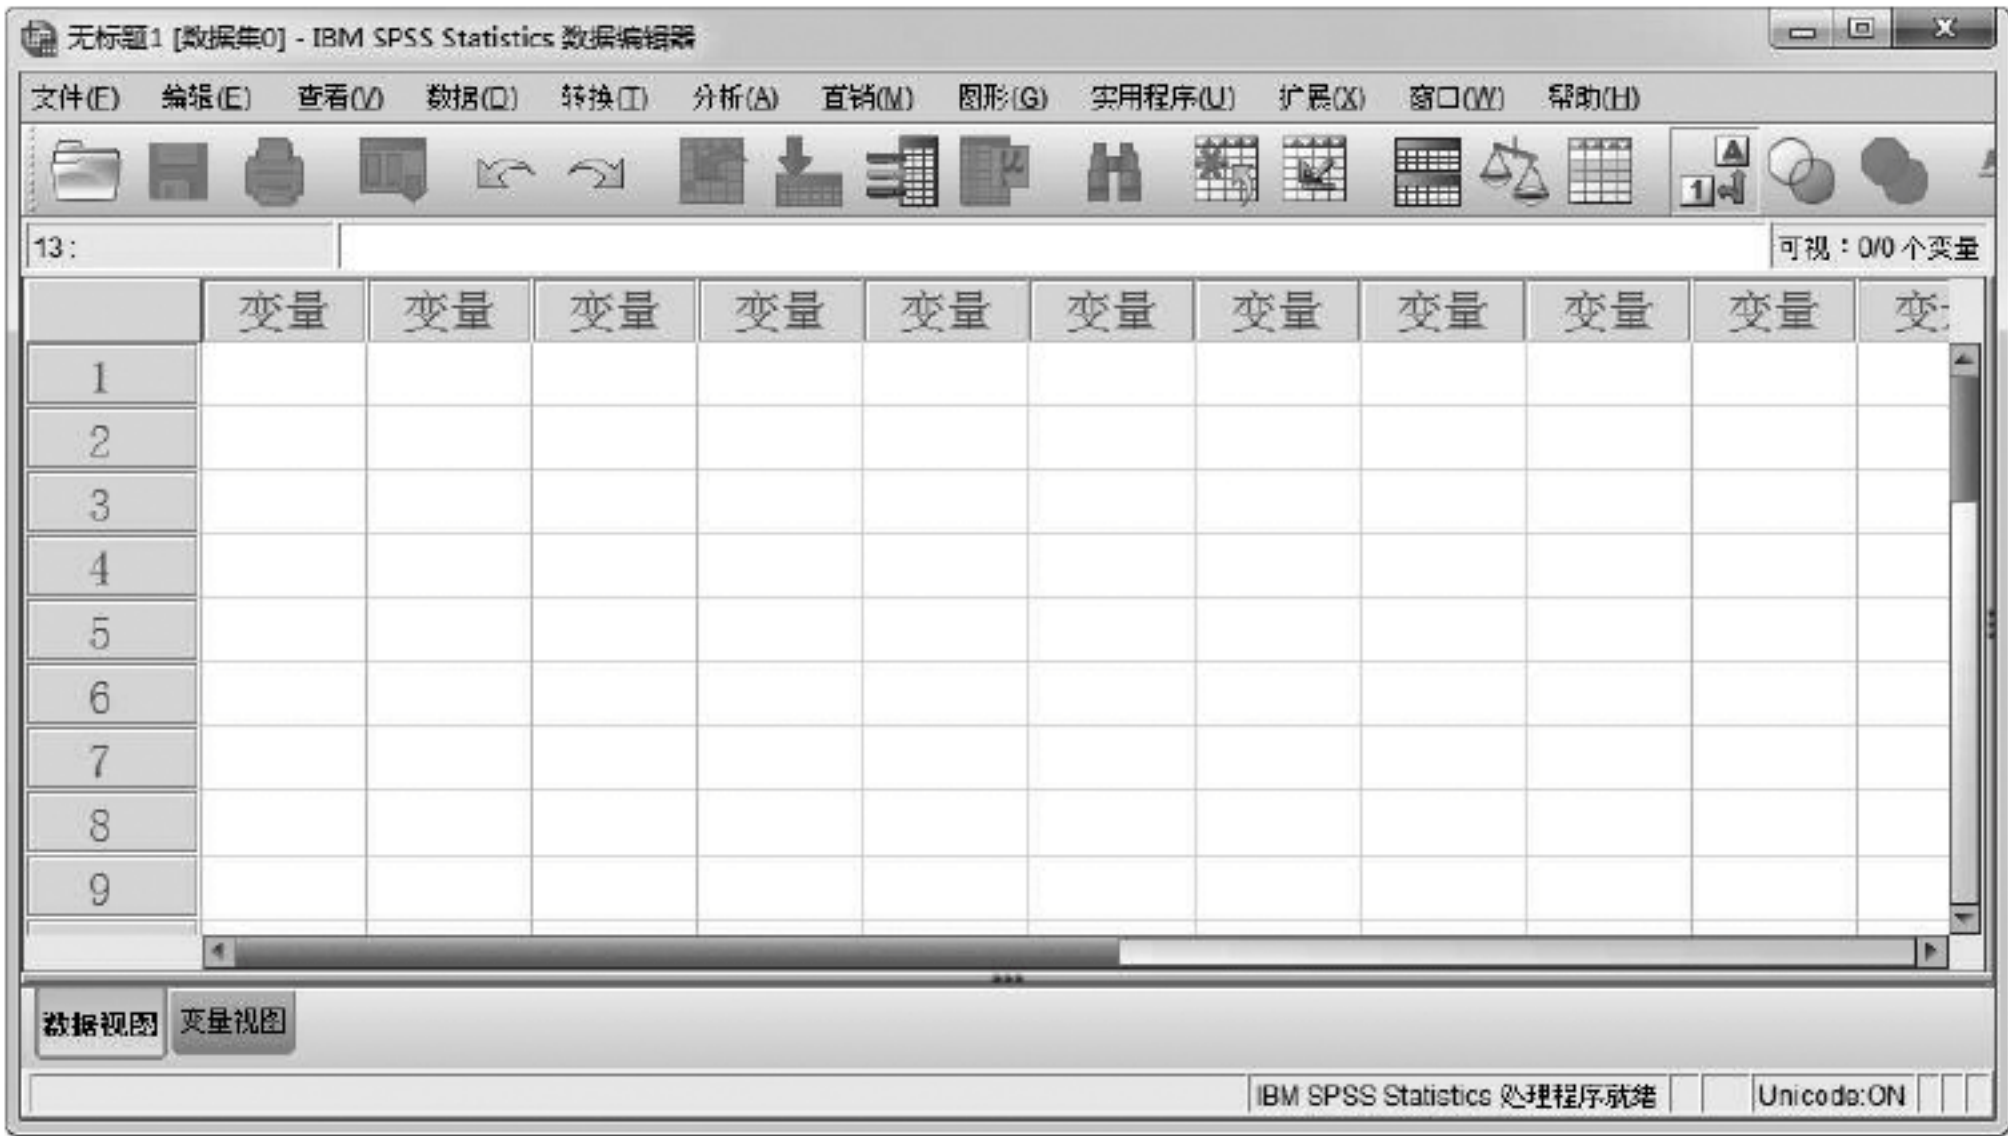 无标题1 [数据集0] - IBM SPSS Statistics 数据编辑器
文件(F) 编辑(E) 查看(V) 数据(D) 转换(T) 分析(A) 直销(M) 图形(G) 实用程序(U) 扩展(X) 窗口(W) 帮助(H)
μ A 1
13 : 可视：0/0 个变量
变量 变量 变量 变量 变量 变量 变量 变量 变量 变量
1
2
3
4
5
6
7
8
9
数据视图 变量视图
IBM SPSS Statistics 处理程序就绪 Unicode:ON